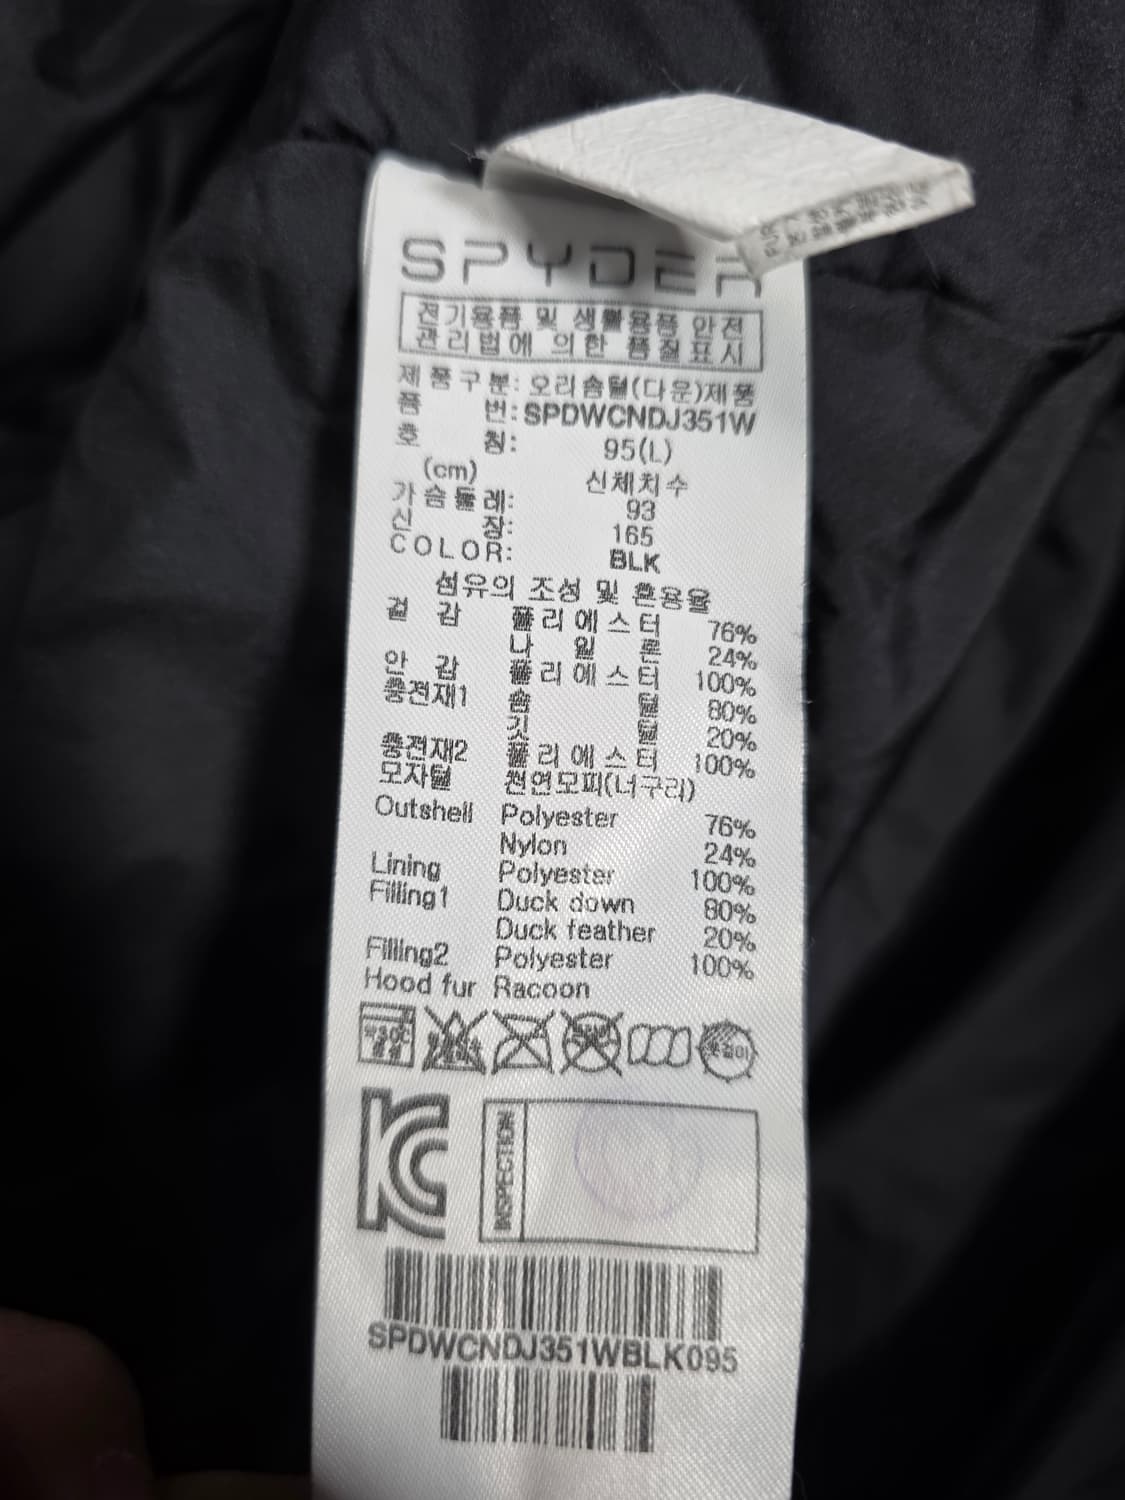 SPYDER
전기용품 및 생활용품 안전
관리법에 의한 품질표시
제품구분: 오리솜털(다운)제품
품 번: SPDWCNDJ351W
호 칭: 95(L)
(cm) 신체치수
가슴둘레: 93
신 장: 165
COLOR: BLK
섬유의 조성 및 혼용율
겉 감 폴리에스터 76%
나 일 론 24%
안 감 폴리에스터 100%
충전재1 솜 털 80%
깃 털 20%
충전재2 폴리에스터 100%
모자털 천연모피(너구리)
Outshell Polyester 76%
Nylon 24%
Lining Polyester 100%
Filling1 Duck down 80%
Duck feather 20%
Filling2 Polyester 100%
Hood fur Racoon
옷걸이
KC
INSPECTION
SPDWCNDJ351WBLK095